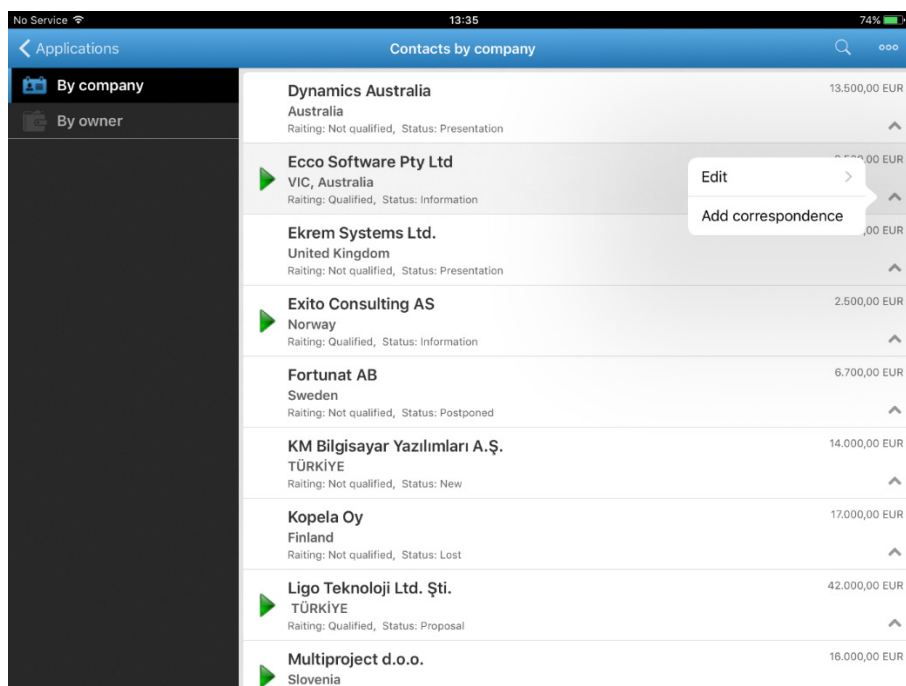 No Service 13:35 74%
Applications Contacts by company
By company
By owner
Dynamics Australia 13.500,00 EUR
Australia
Raiting: Not qualified, Status: Presentation
Ecco Software Pty Ltd
VIC, Australia
Raiting: Qualified, Status: Information
Edit
Add correspondence
Ekrem Systems Ltd. ,00 EUR
United Kingdom
Raiting: Not qualified, Status: Presentation
Exito Consulting AS 2.500,00 EUR
Norway
Raiting: Qualified, Status: Information
Fortunat AB 6.700,00 EUR
Sweden
Raiting: Not qualified, Status: Postponed
KM Bilgisayar Yazılımları A.Ş. 14.000,00 EUR
TÜRKİYE
Raiting: Not qualified, Status: New
Kopela Oy 17.000,00 EUR
Finland
Raiting: Not qualified, Status: Lost
Ligo Teknoloji Ltd. Şti. 42.000,00 EUR
TÜRKİYE
Raiting: Qualified, Status: Proposal
Multiproject d.o.o. 16.000,00 EUR
Slovenia